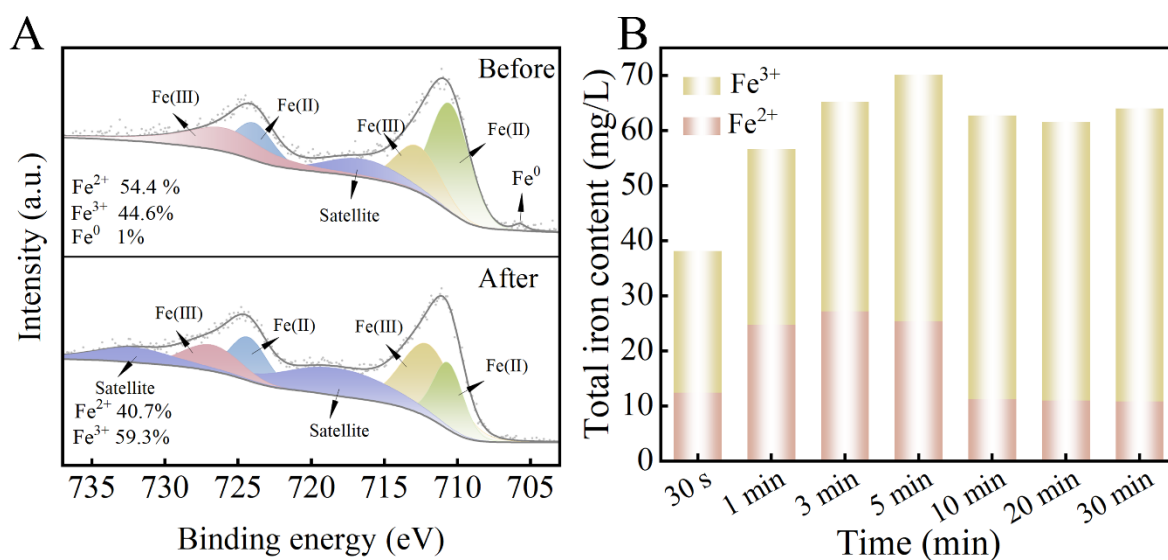 A
Before
Fe(III)
Fe(II)
Fe(III)
Fe(II)
Fe⁰
Satellite
Fe²⁺ 54.4 %
Fe³⁺ 44.6%
Fe⁰ 1%
After
Fe(III)
Fe(II)
Fe(III)
Fe(II)
Satellite
Satellite
Fe²⁺ 40.7%
Fe³⁺ 59.3%
Intensity (a.u.)
735 730 725 720 715 710 705
Binding energy (eV)
B
Fe³⁺
Fe²⁺
Total iron content (mg/L)
70
60
50
40
30
20
10
0
30 s 1 min 3 min 5 min 10 min 20 min 30 min
Time (min)